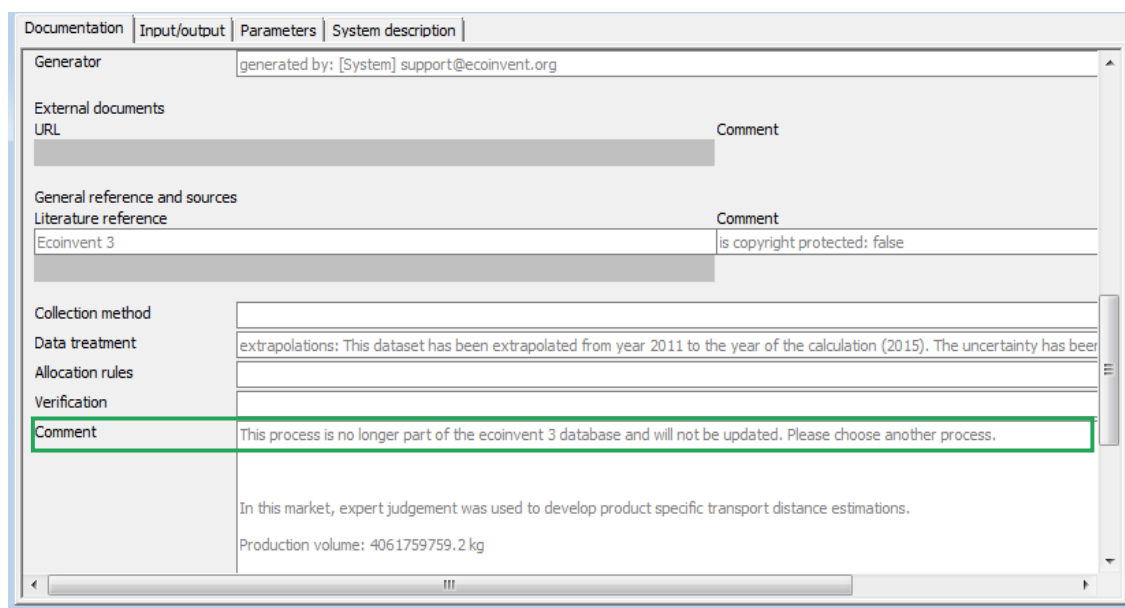 Documentation Input/output Parameters System description
Generator generated by: [System] support@ecoinvent.org
External documents
URL Comment
General reference and sources
Literature reference Comment
Ecoinvent 3 is copyright protected: false
Collection method
Data treatment extrapolations: This dataset has been extrapolated from year 2011 to the year of the calculation (2015). The uncertainty has been
Allocation rules
Verification
Comment This process is no longer part of the ecoinvent 3 database and will not be updated. Please choose another process.
In this market, expert judgement was used to develop product specific transport distance estimations.
Production volume: 4061759759.2 kg